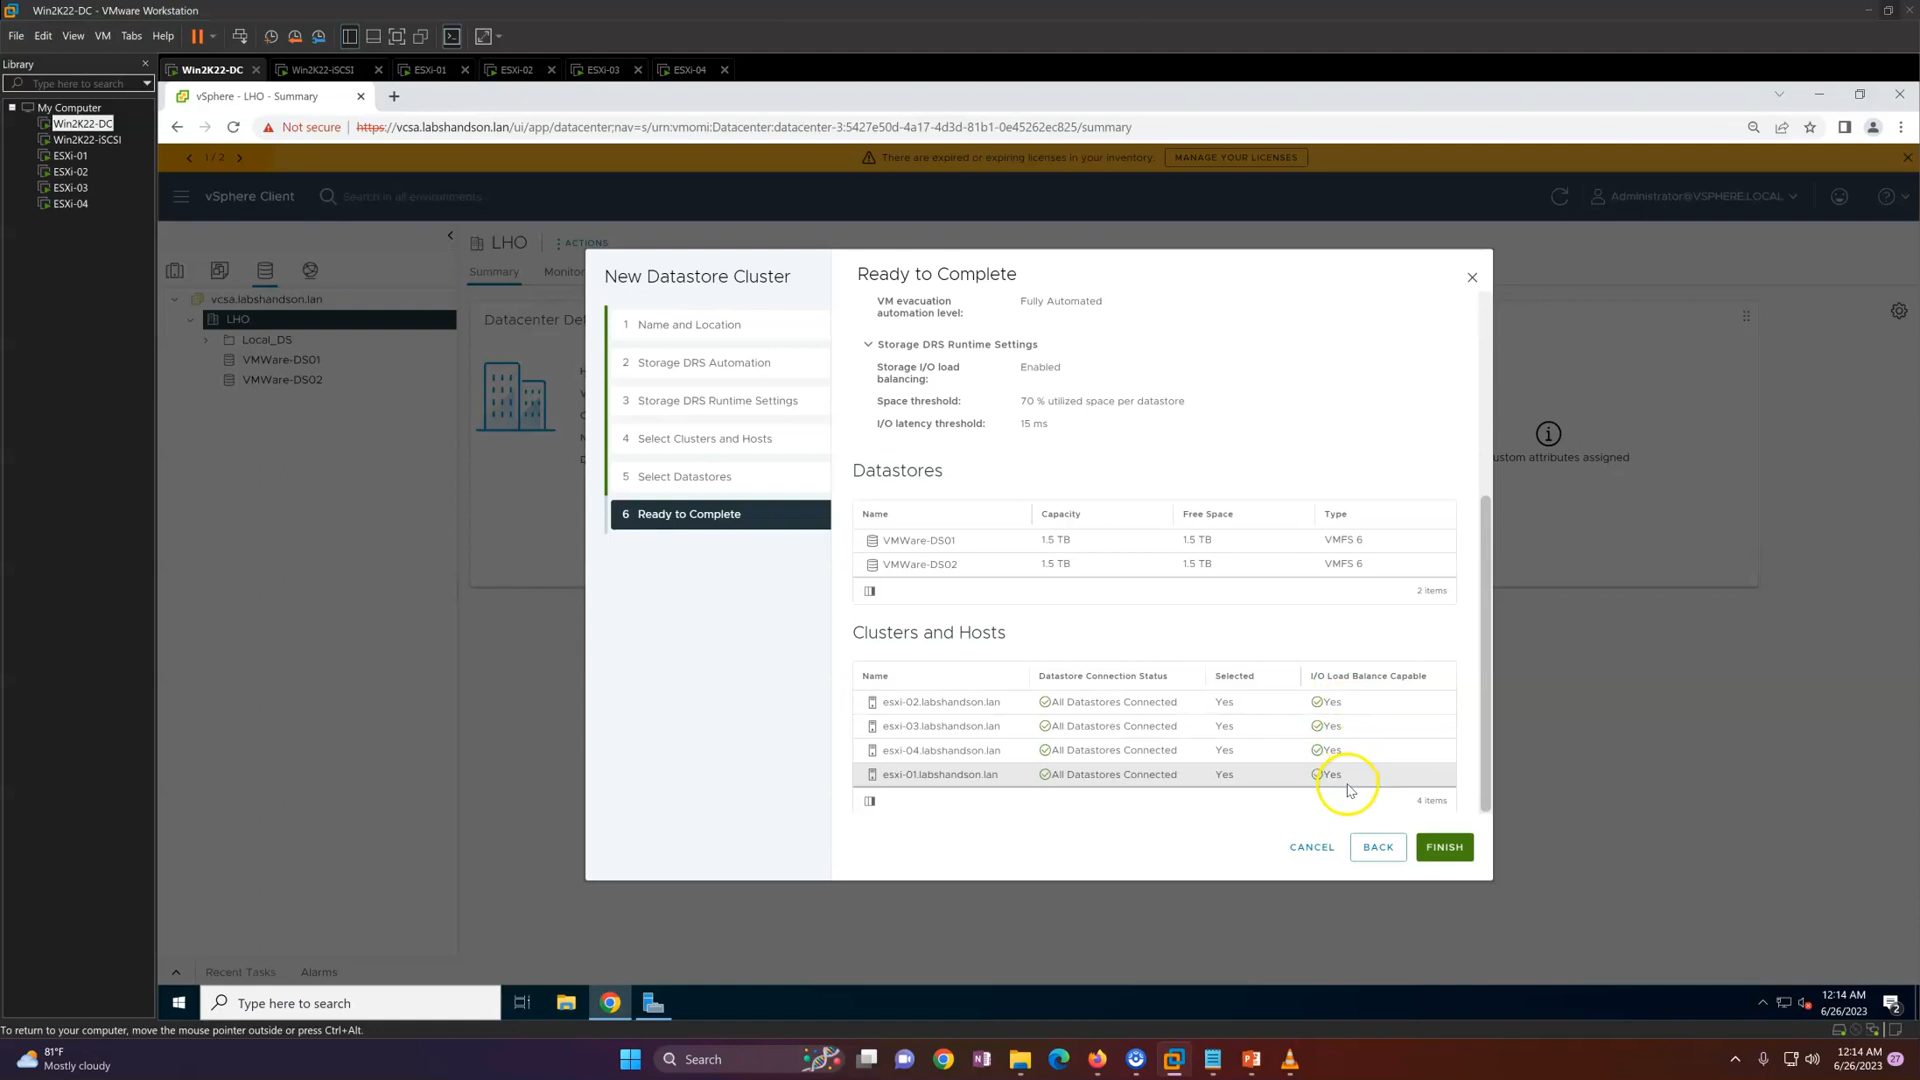 Win2K22-DC - VMware Workstation
File Edit View VM Tabs Help
Library
Type here to search
My Computer
Win2K22-DC
Win2K22-iSCSI
ESXi-01
ESXi-02
ESXi-03
ESXi-04
Win2K22-DC Win2K22-iSCSI ESXi-01 ESXi-02 ESXi-03 ESXi-04
vSphere - LHO - Summary
Not secure https://vcsa.labshandson.lan/ui/app/datacenter;nav=s/urn:vmomi:Datacenter:datacenter-3:5427e50d-4a17-4d3d-81b1-0e45262ec825/summary
1 / 2 There are expired or expiring licenses in your inventory. MANAGE YOUR LICENSES
vSphere Client Search in all environments Administrator@VSPHERE.LOCAL
LHO ACTIONS
Summary Monitor
vcsa.labshandson.lan
LHO
Local_DS
VMWare-DS01
VMWare-DS02
Datacenter Det
ustom attributes assigned
New Datastore Cluster
1 Name and Location
2 Storage DRS Automation
3 Storage DRS Runtime Settings
4 Select Clusters and Hosts
5 Select Datastores
6 Ready to Complete
Ready to Complete
VM evacuation automation level: Fully Automated
Storage DRS Runtime Settings
Storage I/O load balancing: Enabled
Space threshold: 70 % utilized space per datastore
I/O latency threshold: 15 ms
Datastores
Name Capacity Free Space Type
VMWare-DS01 1.5 TB 1.5 TB VMFS 6
VMWare-DS02 1.5 TB 1.5 TB VMFS 6
2 items
Clusters and Hosts
Name Datastore Connection Status Selected I/O Load Balance Capable
esxi-02.labshandson.lan All Datastores Connected Yes Yes
esxi-03.labshandson.lan All Datastores Connected Yes Yes
esxi-04.labshandson.lan All Datastores Connected Yes Yes
esxi-01.labshandson.lan All Datastores Connected Yes Yes
4 items
CANCEL BACK FINISH
Recent Tasks Alarms
Type here to search
12:14 AM
6/26/2023
2
To return to your computer, move the mouse pointer outside or press Ctrl+Alt.
81°F
Mostly cloudy
Search
12:14 AM
6/26/2023
27